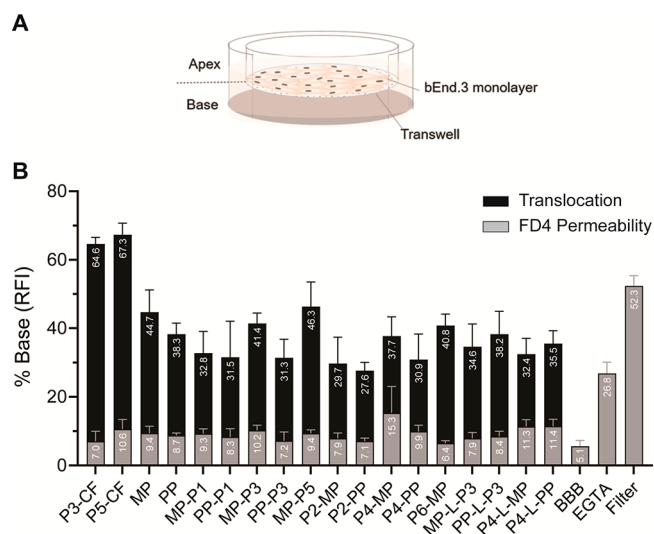 A
Apex
Base
bEnd.3 monolayer
Transwell
B
% Base (RFI)
80
60
40
20
0
Translocation
FD4 Permeability
64.6
67.3
44.7
38.3
32.8
31.5
41.4
31.3
46.3
29.7
27.6
37.7
30.9
40.8
34.6
38.2
32.4
35.5
7.0
10.6
9.4
8.7
9.3
8.3
10.2
7.2
9.4
7.9
7.1
15.3
9.9
6.4
7.9
8.4
11.3
11.4
5.1
26.8
52.3
P3-CF
P5-CF
MP
PP
MP-P1
PP-P1
MP-P3
PP-P3
MP-P5
P2-MP
P2-PP
P4-MP
P4-PP
P6-MP
MP-L-P3
PP-L-P3
P4-L-MP
P4-L-PP
BBB
EGTA
Filter